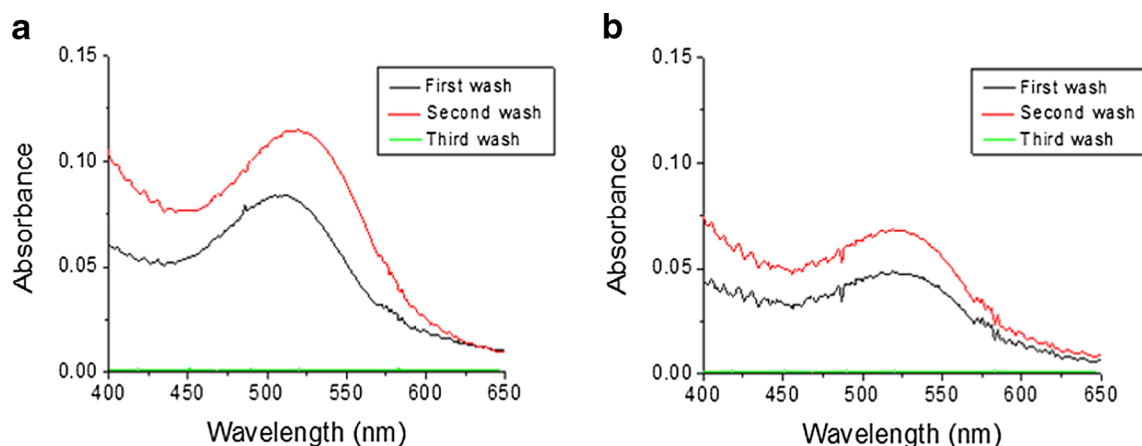 a
0.15
0.10
0.05
0.00
Absorbance
400 450 500 550 600 650
Wavelength (nm)
First wash
Second wash
Third wash
b
0.15
0.10
0.05
0.00
Absorbance
400 450 500 550 600 650
Wavelength (nm)
First wash
Second wash
Third wash